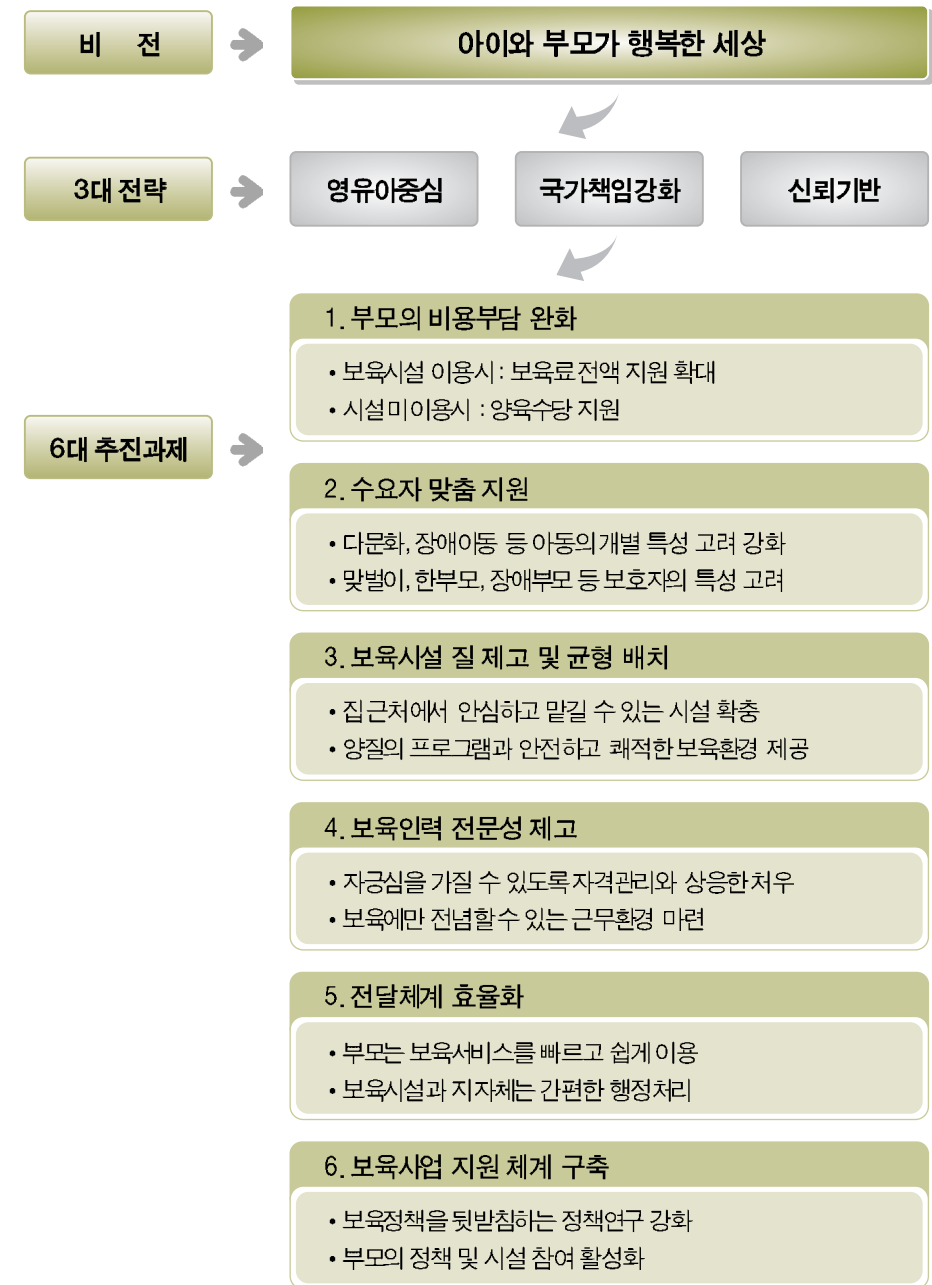 비 전
아이와 부모가 행복한 세상
3대 전략
영유아중심
국가책임강화
신뢰기반
6대 추진과제
1. 부모의 비용부담 완화
• 보육시설 이용시 : 보육료 전액 지원 확대
• 시설 미이용시 : 양육수당 지원
2. 수요자 맞춤 지원
• 다문화, 장애아동 등 아동의 개별 특성 고려 강화
• 맞벌이, 한부모, 장애부모 등 보호자의 특성 고려
3. 보육시설 질 제고 및 균형 배치
• 집 근처에서 안심하고 맡길 수 있는 시설 확충
• 양질의 프로그램과 안전하고 쾌적한 보육환경 제공
4. 보육인력 전문성 제고
• 자긍심을 가질 수 있도록 자격관리와 상응한 처우
• 보육에만 전념할 수 있는 근무환경 마련
5. 전달체계 효율화
• 부모는 보육서비스를 빠르고 쉽게 이용
• 보육시설과 지자체는 간편한 행정처리
6. 보육사업 지원 체계 구축
• 보육정책을 뒷받침하는 정책연구 강화
• 부모의 정책 및 시설 참여 활성화